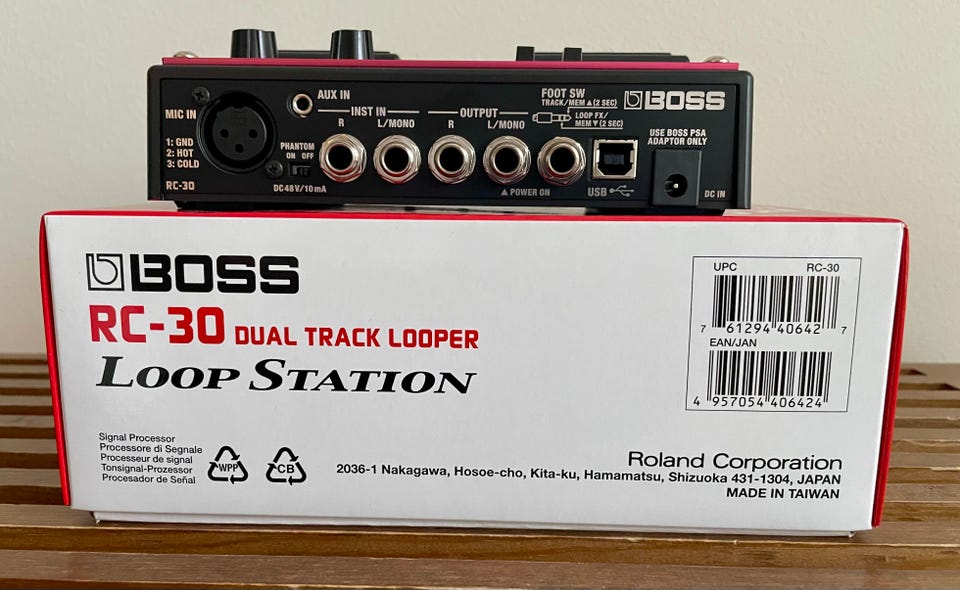 MIC IN
1: GND
2: HOT
3: COLD
RC-30
AUX IN
PHANTOM
ON OFF
DC48V/10mA
INST IN
R L/MONO
OUTPUT
R L/MONO
▲ POWER ON
FOOT SW
TRACK/MEM ▲ (2 SEC)
LOOP FX/
MEM ▼ (2 SEC)
USB
BOSS
USE BOSS PSA
ADAPTOR ONLY
DC IN
BOSS
RC-30 DUAL TRACK LOOPER
LOOP STATION
UPC RC-30
7 61294 40642 7
EAN/JAN
4 957054 406424
Signal Processor
Processore di Segnale
Processeur de signal
Tonsignal-Prozessor
Procesador de Señal
WPP
CB
Roland Corporation
2036-1 Nakagawa, Hosoe-cho, Kita-ku, Hamamatsu, Shizuoka 431-1304, JAPAN
MADE IN TAIWAN